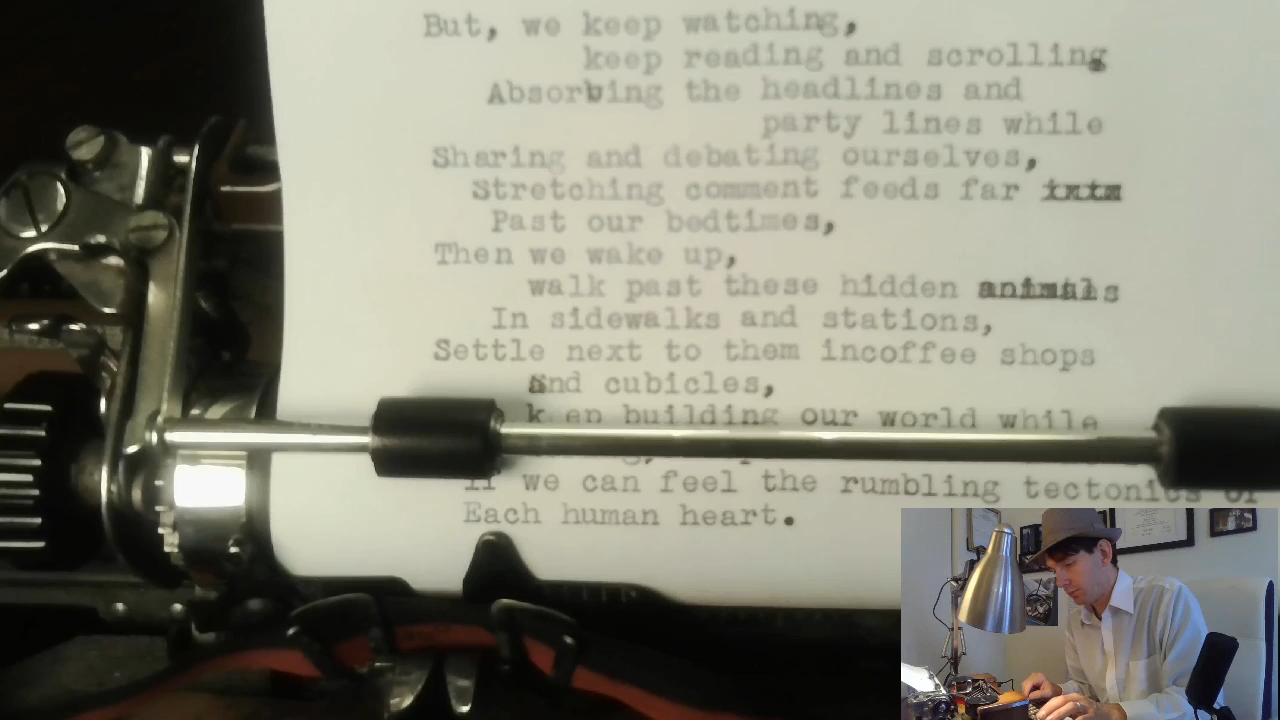 But, we keep watching,
keep reading and scrolling
Absorbing the headlines and
party lines while
Sharing and debating ourselves,
Stretching comment feeds far
Past our bedtimes,
Then we wake up,
walk past these hidden animals
In sidewalks and stations,
Settle next to them incoffee shops
And cubicles,
k ep building our world while
If we can feel the rumbling tectonics of
Each human heart.